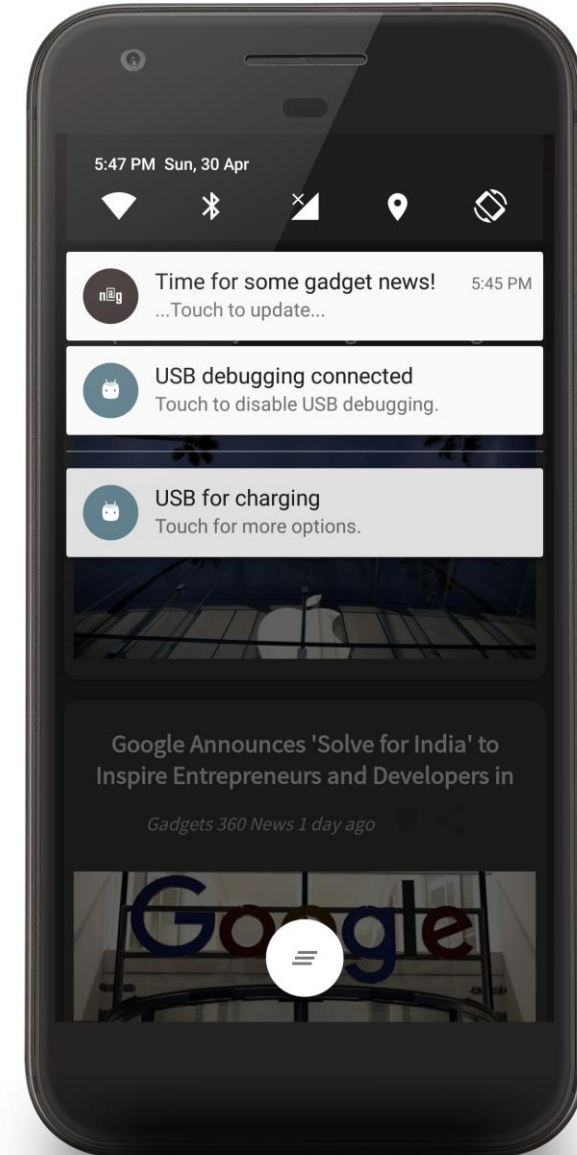 5:47 PM Sun, 30 Apr
n@g
Time for some gadget news!
5:45 PM
...Touch to update...
USB debugging connected
Touch to disable USB debugging.
USB for charging
Touch for more options.
Google Announces 'Solve for India' to
Inspire Entrepreneurs and Developers in
Gadgets 360 News 1 day ago
Google